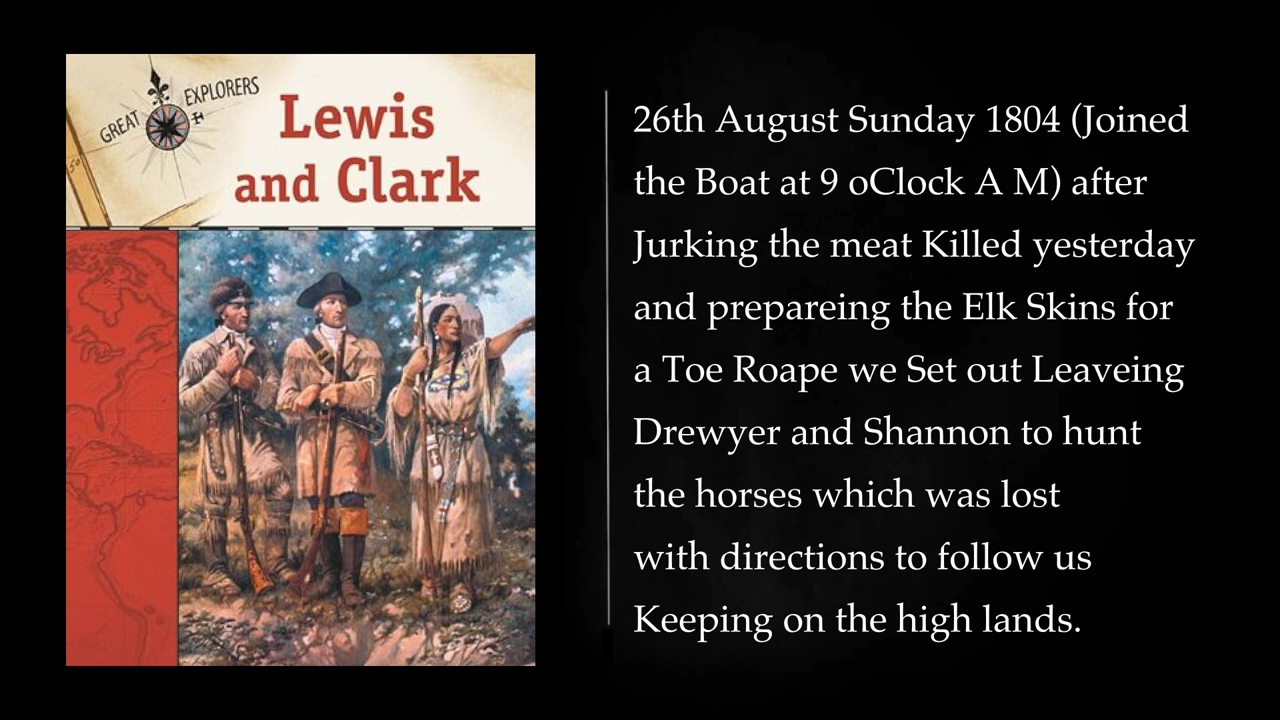 GREAT EXPLORERS
Lewis
and Clark
50
26th August Sunday 1804 (Joined
the Boat at 9 oClock A M) after
Jurking the meat Killed yesterday
and prepareing the Elk Skins for
a Toe Roape we Set out Leaveing
Drewyer and Shannon to hunt
the horses which was lost
with directions to follow us
Keeping on the high lands.